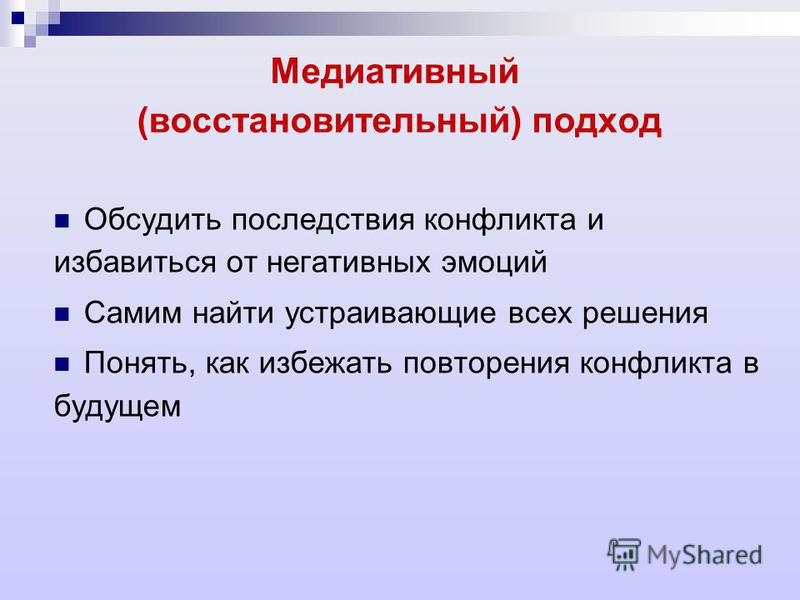 Медиативный
(восстановительный) подход
Обсудить последствия конфликта и
избавиться от негативных эмоций
Самим найти устраивающие всех решения
Понять, как избежать повторения конфликта в
будущем
MyShared